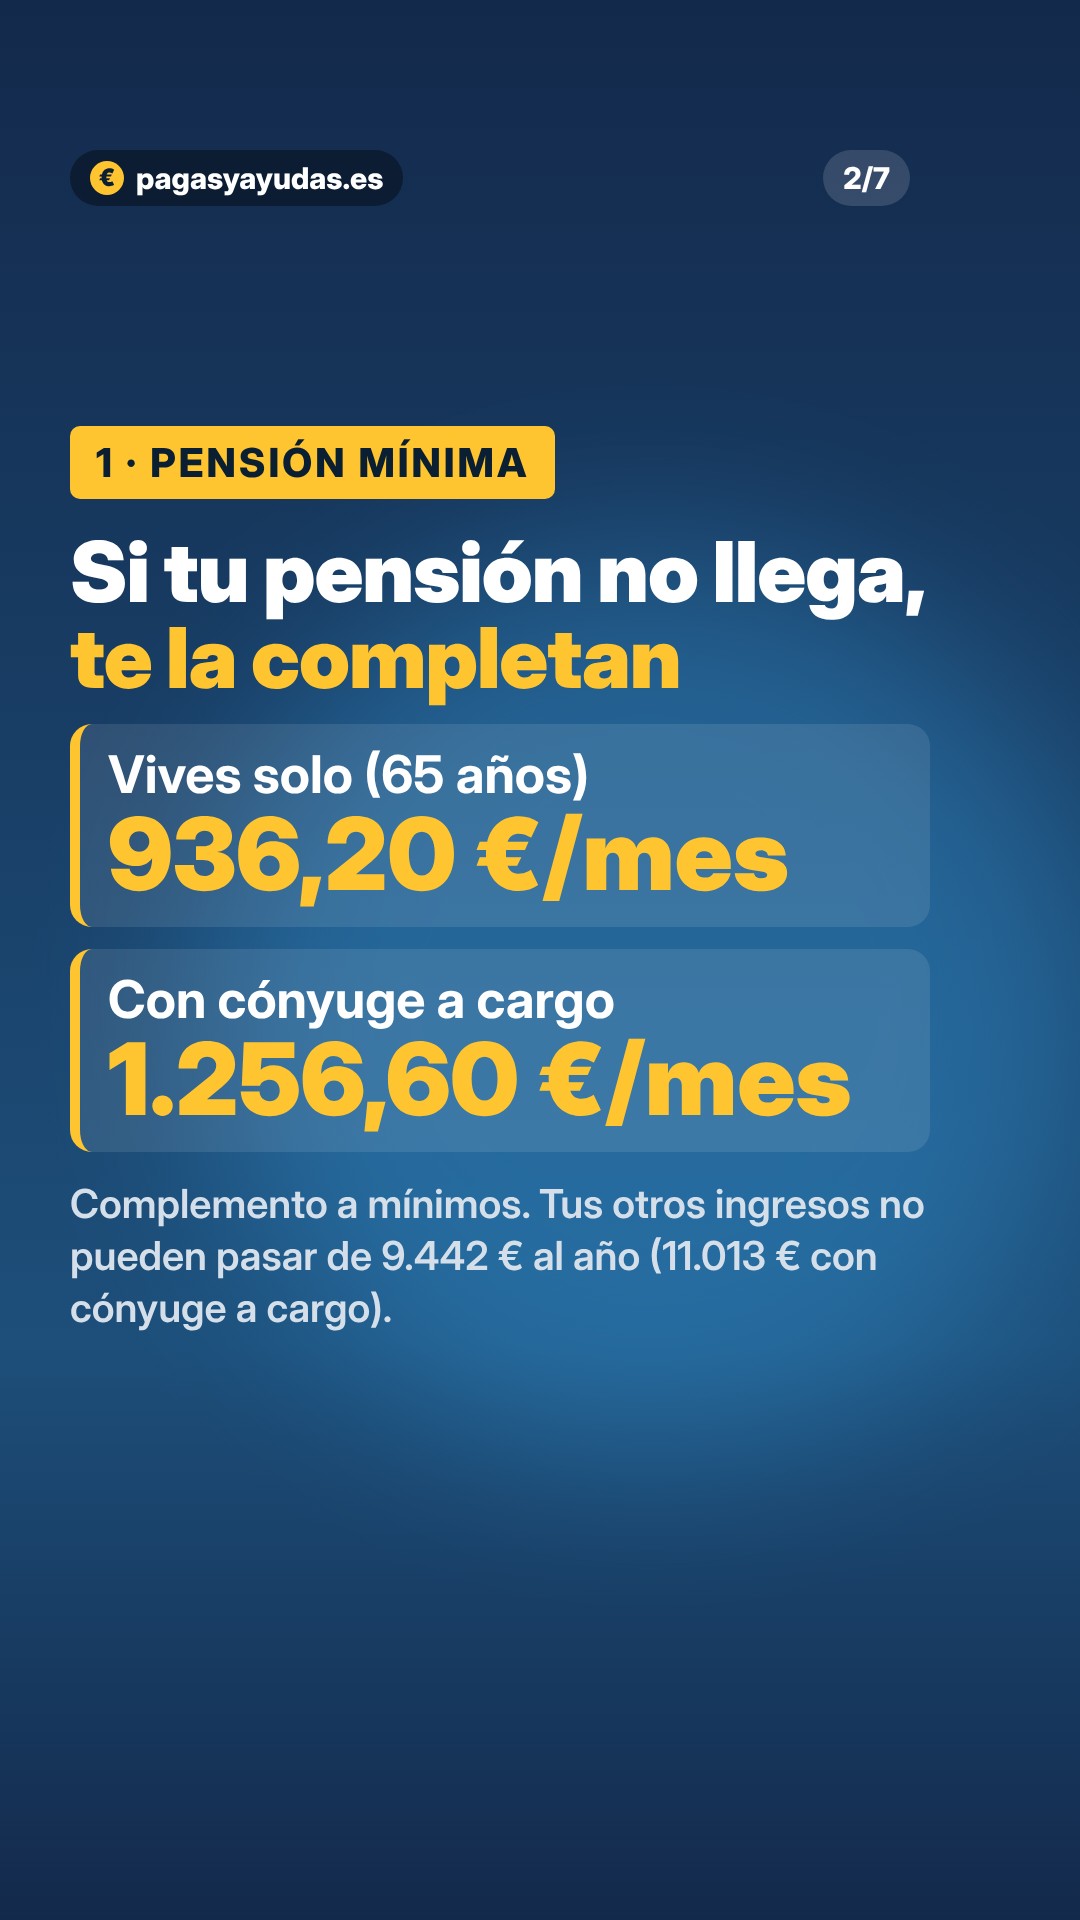 € pagasyayudas.es
2/7
1 · PENSIÓN MÍNIMA
Si tu pensión no llega,
te la completan
Vives solo (65 años)
936,20 €/mes
Con cónyuge a cargo
1.256,60 €/mes
Complemento a mínimos. Tus otros ingresos no
pueden pasar de 9.442 € al año (11.013 € con
cónyuge a cargo).